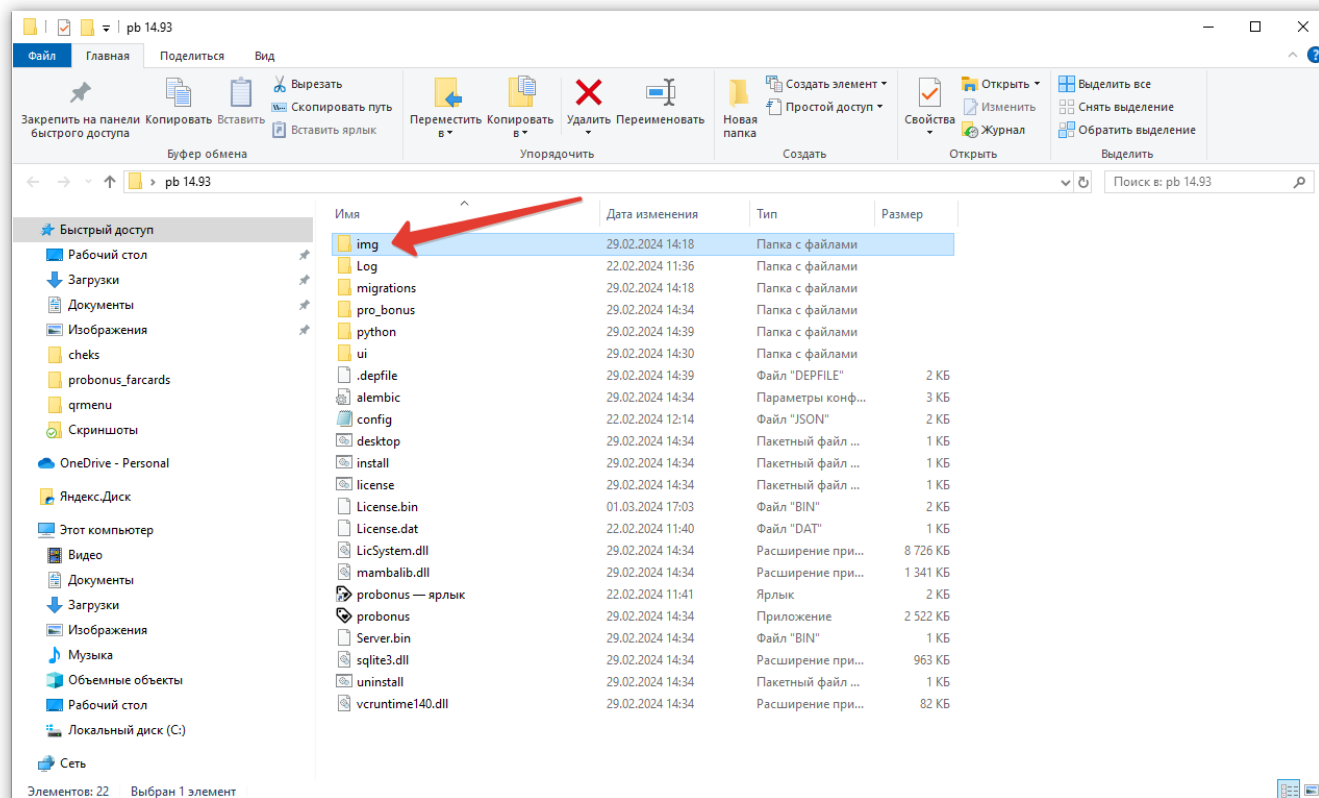 pb 14.93
Файл Главная Поделиться Вид
Закрепить на панели быстрого доступа
Копировать
Вставить
Вырезать
Скопировать путь
Вставить ярлык
Буфер обмена
Переместить в
Копировать в
Удалить
Переименовать
Упорядочить
Новая папка
Создать элемент
Простой доступ
Создать
Свойства
Открыть
Изменить
Журнал
Открыть
Выделить все
Снять выделение
Обратить выделение
Выделить
pb 14.93
Поиск в: pb 14.93
Быстрый доступ
Рабочий стол
Загрузки
Документы
Изображения
cheks
probonus_farcards
qrmenu
Скриншоты
OneDrive - Personal
Яндекс.Диск
Этот компьютер
Видео
Документы
Загрузки
Изображения
Музыка
Объемные объекты
Рабочий стол
Локальный диск (C:)
Сеть
Имя Дата изменения Тип Размер
img 29.02.2024 14:18 Папка с файлами
Log 22.02.2024 11:36 Папка с файлами
migrations 29.02.2024 14:18 Папка с файлами
pro_bonus 29.02.2024 14:34 Папка с файлами
python 29.02.2024 14:39 Папка с файлами
ui 29.02.2024 14:30 Папка с файлами
.depfile 29.02.2024 14:39 Файл "DEPFILE" 2 КБ
alembic 29.02.2024 14:34 Параметры конф... 3 КБ
config 22.02.2024 12:14 Файл "JSON" 2 КБ
desktop 29.02.2024 14:34 Пакетный файл ... 1 КБ
install 29.02.2024 14:34 Пакетный файл ... 1 КБ
license 29.02.2024 14:34 Пакетный файл ... 1 КБ
License.bin 01.03.2024 17:03 Файл "BIN" 2 КБ
License.dat 22.02.2024 11:40 Файл "DAT" 1 КБ
LicSystem.dll 29.02.2024 14:34 Расширение при... 8 726 КБ
mambalib.dll 29.02.2024 14:34 Расширение при... 1 341 КБ
probonus — ярлык 22.02.2024 11:41 Ярлык 2 КБ
probonus 29.02.2024 14:34 Приложение 2 522 КБ
Server.bin 29.02.2024 14:34 Файл "BIN" 1 КБ
sqlite3.dll 29.02.2024 14:34 Расширение при... 963 КБ
uninstall 29.02.2024 14:34 Пакетный файл ... 1 КБ
vcruntime140.dll 29.02.2024 14:34 Расширение при... 82 КБ
Элементов: 22 Выбран 1 элемент